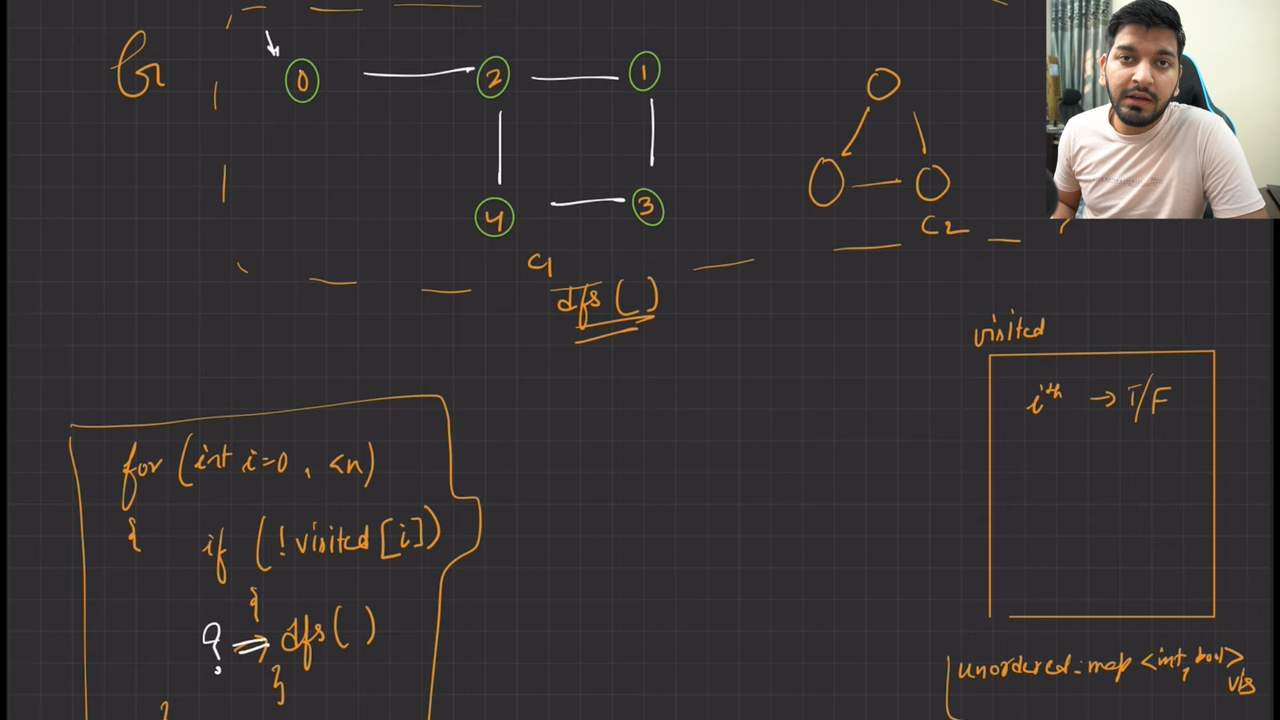 G
0 2 1
4 3
C1
C2
dfs ( )
visited
ith → T/F
for (int i=0 , <n)
{ if (! visited [i])
{
? ⇒ dfs ( )
}
unordered_map <int, bool>
vis